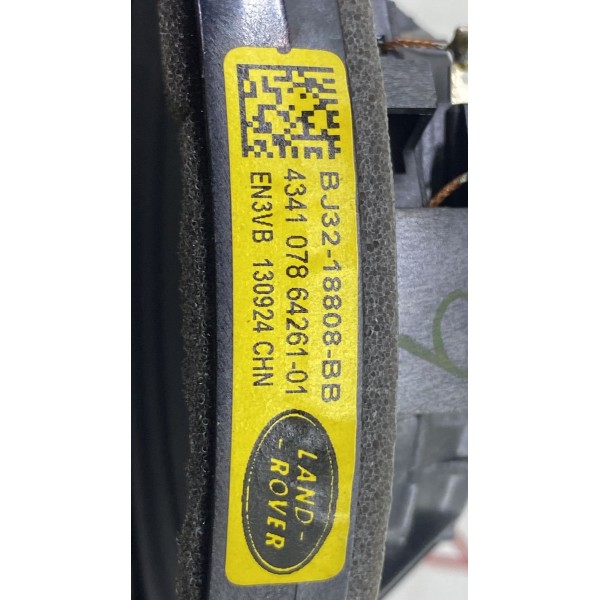 BJ32-18808-BB
4341 078 64261-01
EN3VB 130924 CHN
LAND-
-ROVER